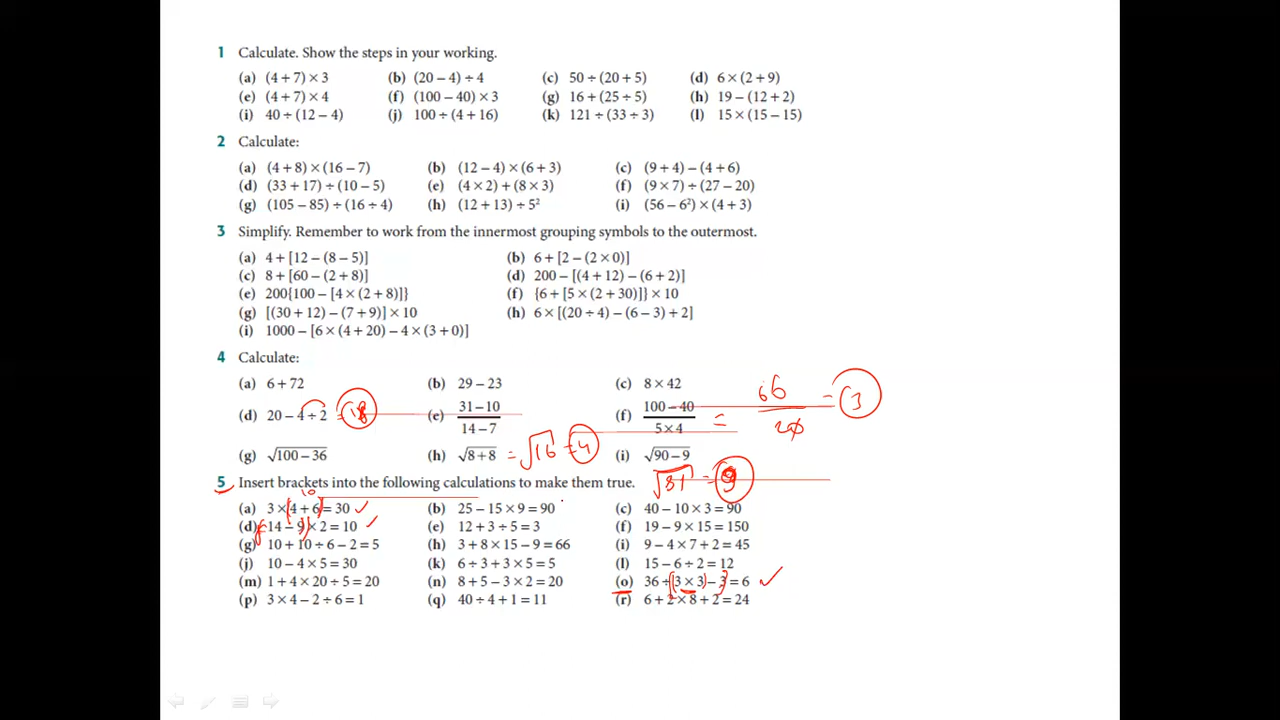 1 Calculate. Show the steps in your working.
(a) (4 + 7) × 3 (b) (20 – 4) ÷ 4 (c) 50 ÷ (20 + 5) (d) 6 × (2 + 9)
(e) (4 + 7) × 4 (f) (100 – 40) × 3 (g) 16 + (25 ÷ 5) (h) 19 – (12 + 2)
(i) 40 ÷ (12 – 4) (j) 100 ÷ (4 + 16) (k) 121 ÷ (33 ÷ 3) (l) 15 × (15 – 15)
2 Calculate:
(a) (4 + 8) × (16 – 7) (b) (12 – 4) × (6 + 3) (c) (9 + 4) – (4 + 6)
(d) (33 + 17) ÷ (10 – 5) (e) (4 × 2) + (8 × 3) (f) (9 × 7) ÷ (27 – 20)
(g) (105 – 85) ÷ (16 ÷ 4) (h) (12 + 13) ÷ 5² (i) (56 – 6²) × (4 + 3)
3 Simplify. Remember to work from the innermost grouping symbols to the outermost.
(a) 4 + [12 – (8 – 5)] (b) 6 + [2 – (2 × 0)]
(c) 8 + [60 – (2 + 8)] (d) 200 – [(4 + 12) – (6 + 2)]
(e) 200{100 – [4 × (2 + 8)]} (f) {6 + [5 × (2 + 30)]} × 10
(g) [(30 + 12) – (7 + 9)] × 10 (h) 6 × [(20 ÷ 4) – (6 – 3) + 2]
(i) 1000 – [6 × (4 + 20) – 4 × (3 + 0)]
4 Calculate:
(a) 6 + 72 (b) 29 – 23 (c) 8 × 42
(d) 20 – 4 ÷ 2 = 18 (e) 31 – 10 / 14 – 7 (f) 100 – 40 / 5 × 4 = 60 / 20 = 3
(g) √100 – 36 (h) √8 + 8 = √16 = 4 (i) √90 – 9
√81 = 9
5 Insert brackets into the following calculations to make them true.
10
(a) 3 × (4 + 6) = 30 ✓ (b) 25 – 15 × 9 = 90 (c) 40 – 10 × 3 = 90
(d) (14 – 9) × 2 = 10 ✓ (e) 12 + 3 ÷ 5 = 3 (f) 19 – 9 × 15 = 150
(g) 10 + 10 ÷ 6 – 2 = 5 (h) 3 + 8 × 15 – 9 = 66 (i) 9 – 4 × 7 + 2 = 45
(j) 10 – 4 × 5 = 30 (k) 6 ÷ 3 + 3 × 5 = 5 (l) 15 – 6 ÷ 2 = 12
(m) 1 + 4 × 20 ÷ 5 = 20 (n) 8 + 5 – 3 × 2 = 20 (o) 36 ÷ [(3 × 3) – 3] = 6 ✓
(p) 3 × 4 – 2 ÷ 6 = 1 (q) 40 ÷ 4 + 1 = 11 (r) 6 + 2 × 8 + 2 = 24